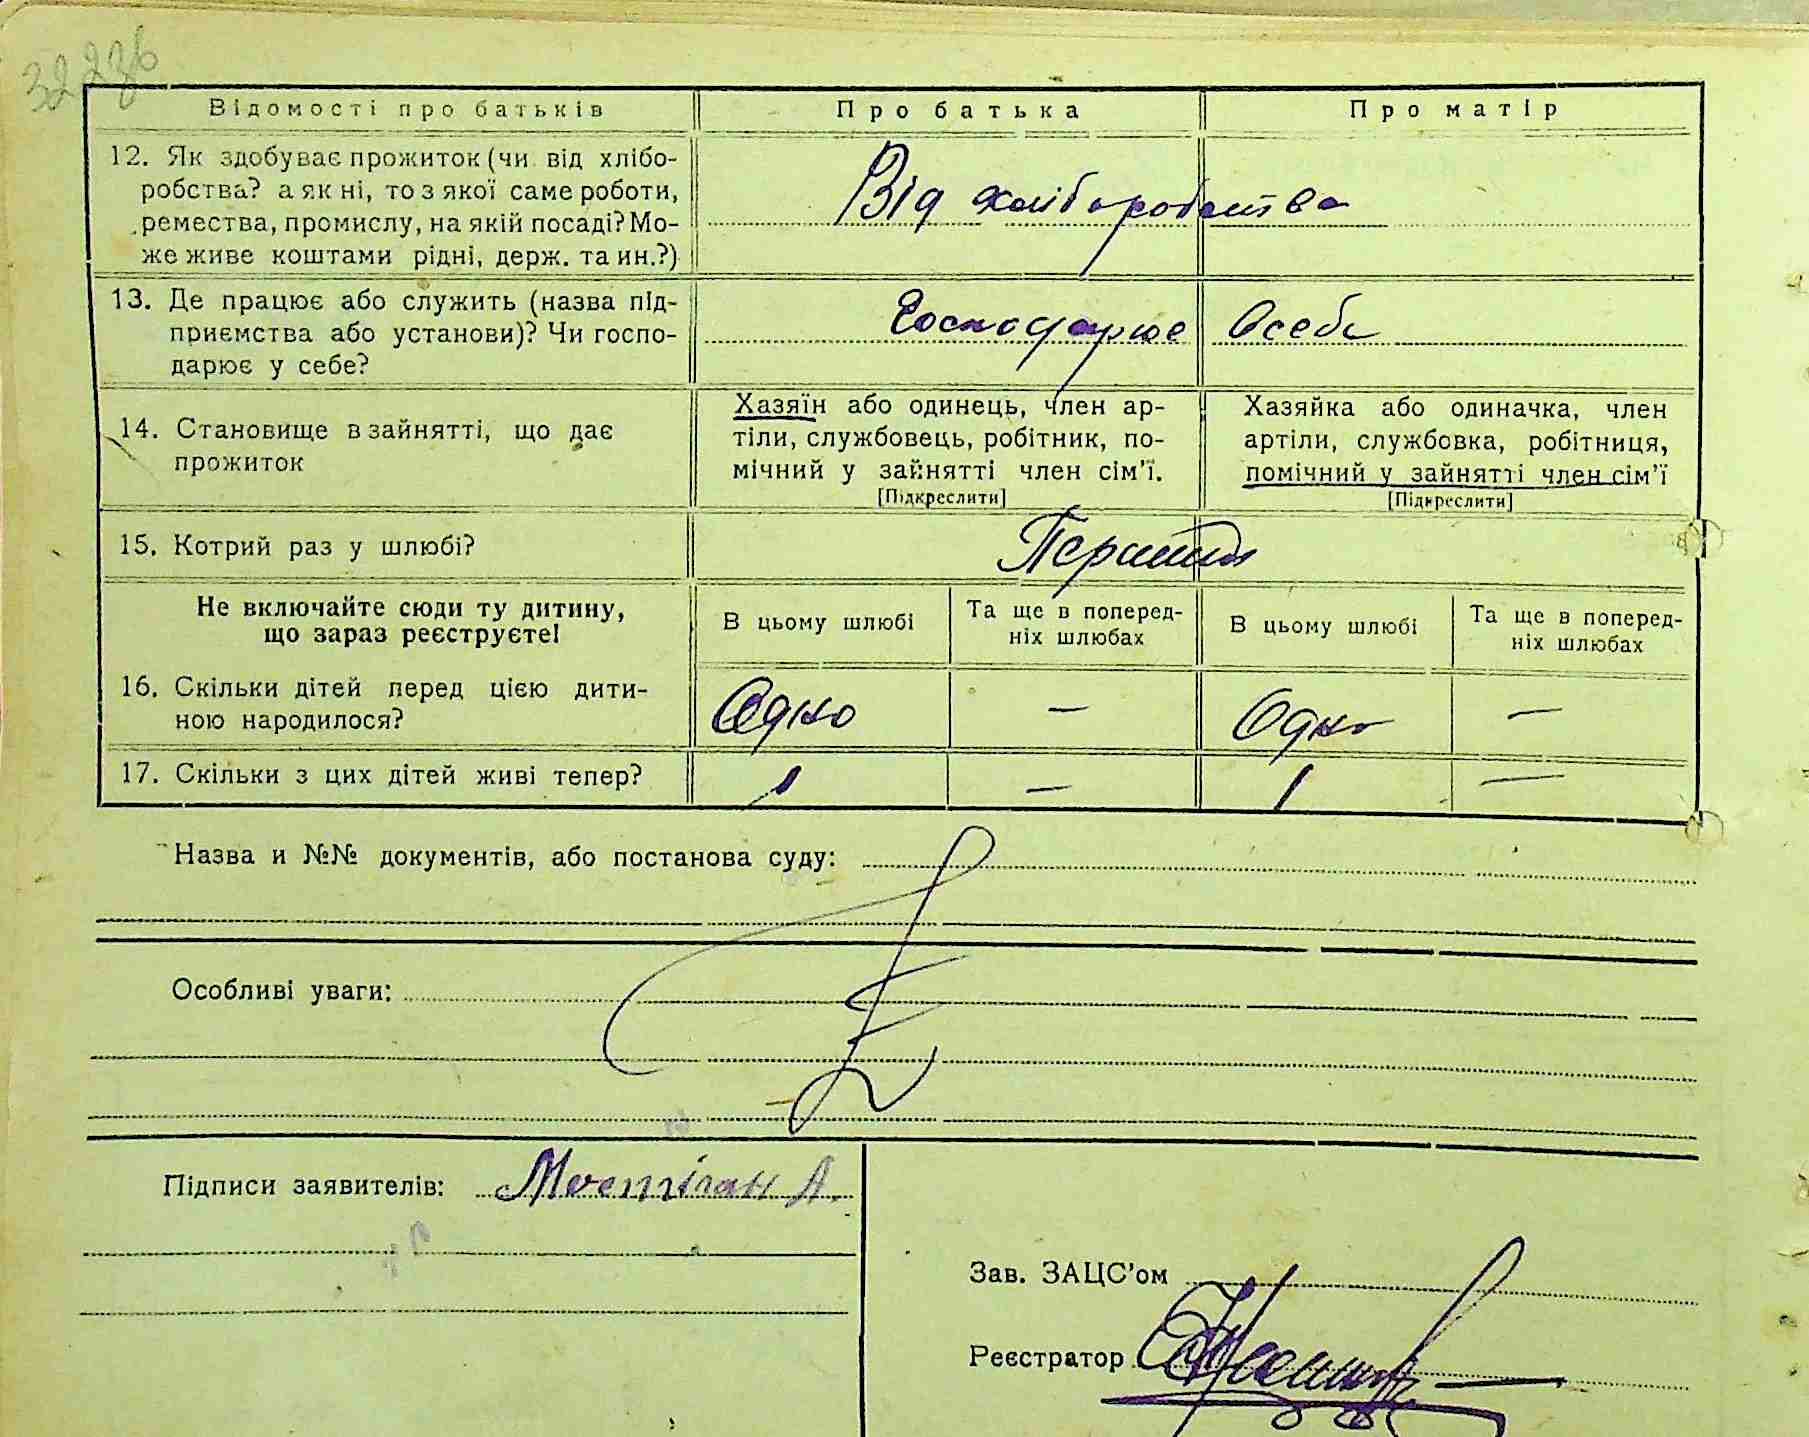 32 зв
Відомості про батьків
Про батька
Про матір
12. Як здобуває прожиток (чи від хлібо-
робства? а як ні, то з якої саме роботи,
ремества, промислу, на якій посаді? Мо-
же живе коштами рідні, держ. та ин.?)
Від хліборобства
13. Де працює або служить (назва під-
приємства або установи)? Чи госпо-
дарює у себе?
Господарює В себе
14. Становище в зайнятті, що дає
прожиток
Хазяїн або одинець, член ар-
тіли, службовець, робітник, по-
мічний у зайнятті член сім'ї.
[Підкреслити]
Хазяйка або одиначка, член
артіли, службовка, робітниця,
помічний у зайнятті член сім'ї
[Підкреслити]
15. Котрий раз у шлюбі?
Перший
Не включайте сюди ту дитину,
що зараз реєструєте!
В цьому шлюбі
Та ще в поперед-
ніх шлюбах
В цьому шлюбі
Та ще в поперед-
ніх шлюбах
16. Скільки дітей перед цією дити-
ною народилося?
Одно
—
Одно
—
17. Скільки з цих дітей живі тепер?
1
—
1
—
Назва и №№ документів, або постанова суду:
Особливі уваги:
Підписи заявителів: А.
Зав. ЗАЦС'ом
Реєстратор